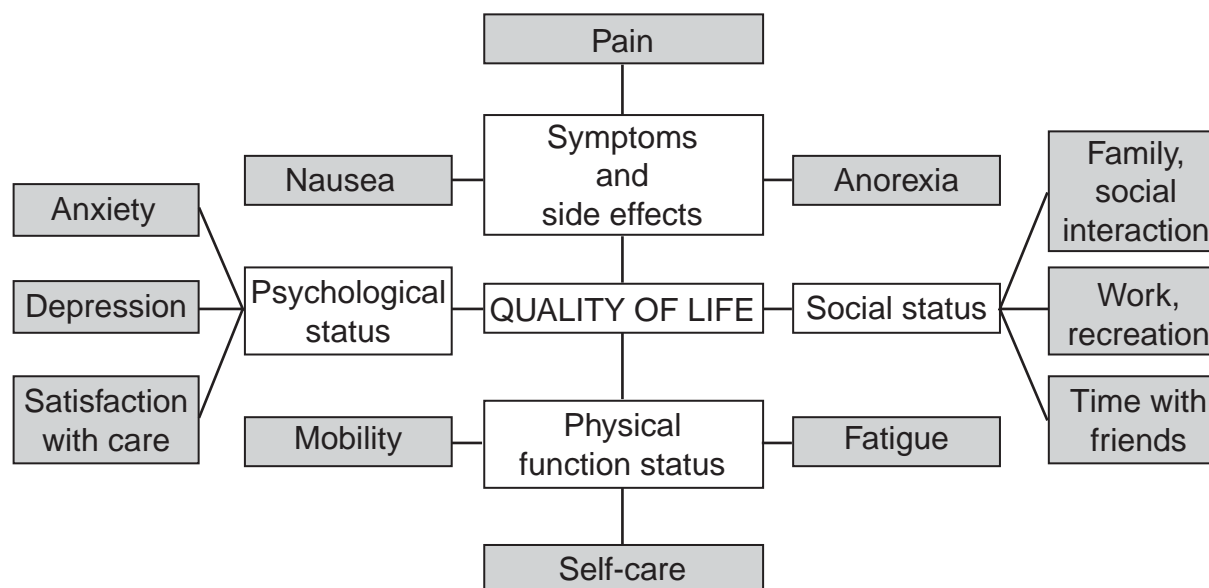 Pain
Symptoms
and
side effects
Nausea
Anorexia
Family,
social
interaction
Anxiety
Depression
Psychological
status
QUALITY OF LIFE
Social status
Work,
recreation
Satisfaction
with care
Mobility
Physical
function status
Fatigue
Time with
friends
Self-care